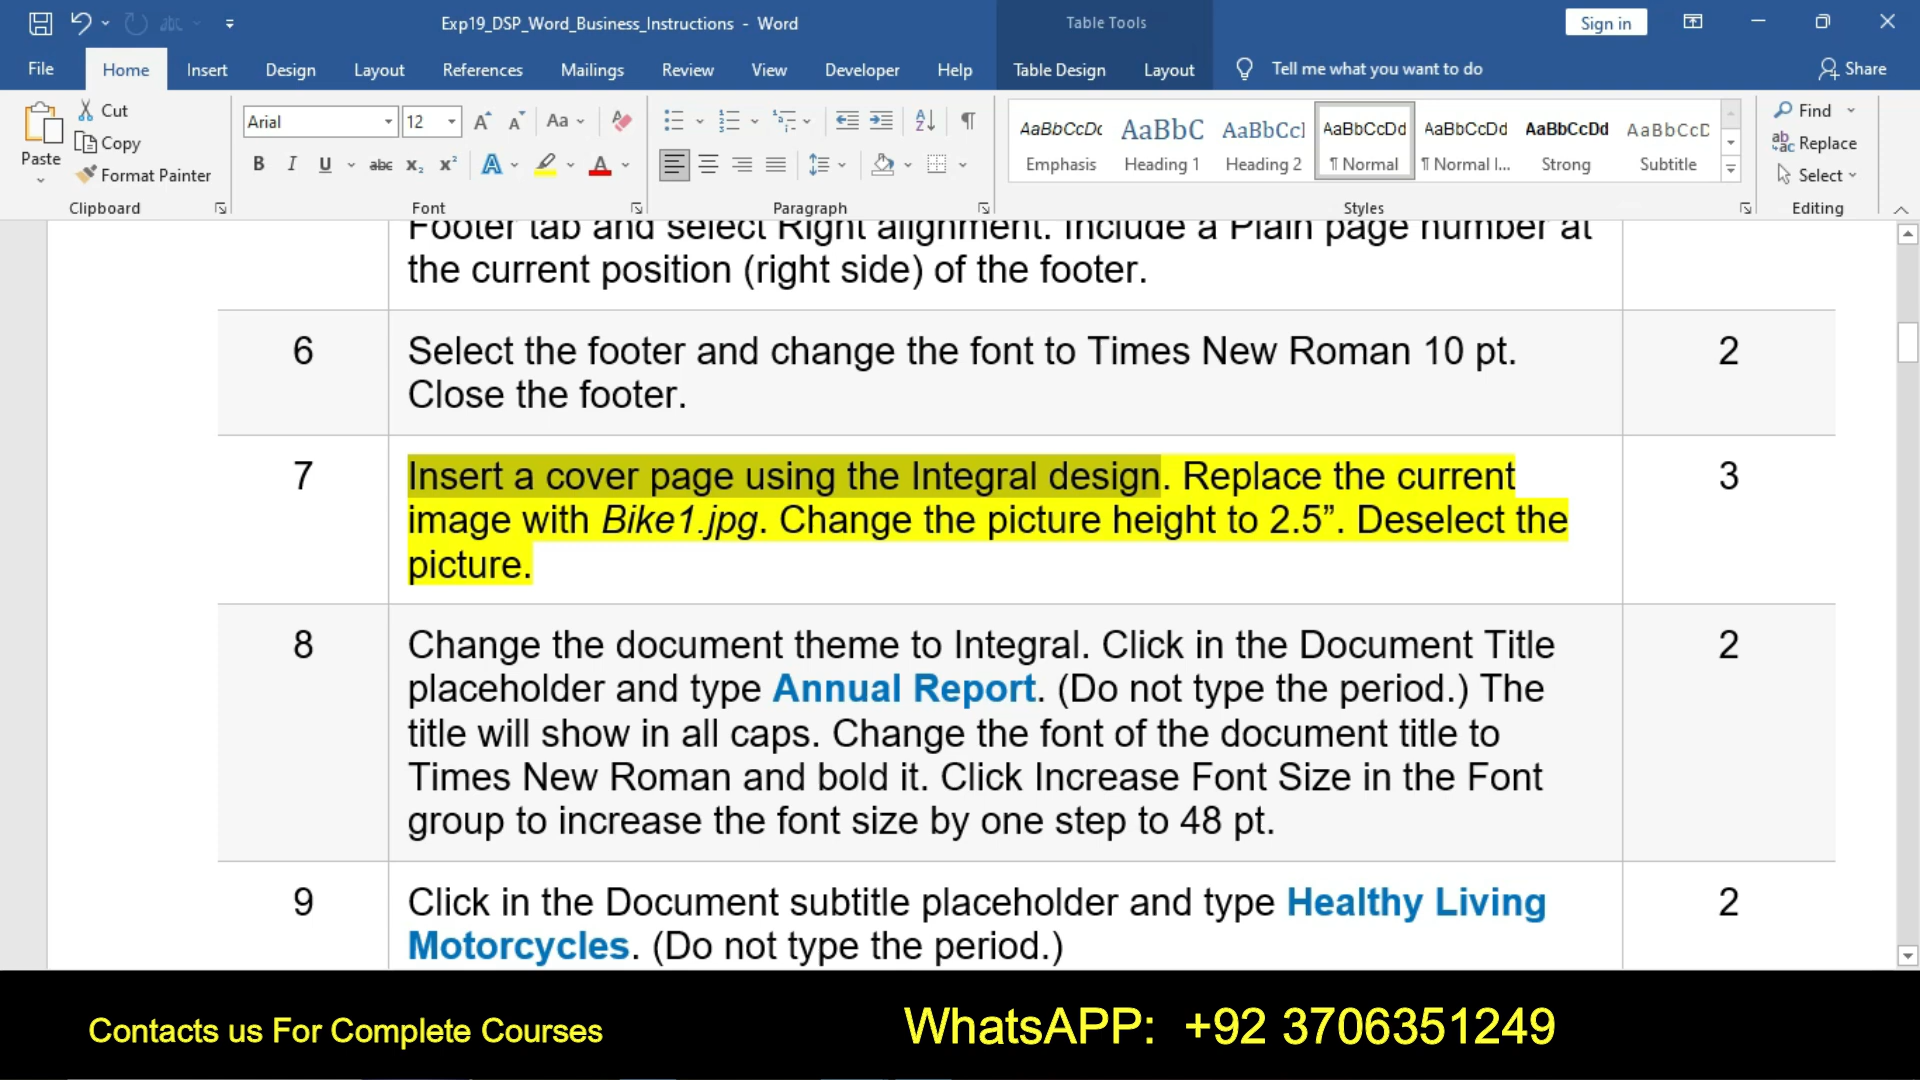 Exp19_DSP_Word_Business_Instructions - Word
Table Tools
Sign in
File
Home
Insert
Design
Layout
References
Mailings
Review
View
Developer
Help
Table Design
Layout
Tell me what you want to do
Share
Paste
Cut
Copy
Format Painter
Clipboard
Arial
12
Font
Paragraph
AaBbCcDc
Emphasis
AaBbC
Heading 1
AaBbCcI
Heading 2
AaBbCcDd
¶ Normal
AaBbCcDd
¶ Normal I...
AaBbCcDd
Strong
AaBbCcD
Subtitle
Styles
Find
Replace
Select
Editing
Footer tab and select Right alignment. Include a Plain page number at
the current position (right side) of the footer.
6
Select the footer and change the font to Times New Roman 10 pt.
Close the footer.
2
7
Insert a cover page using the Integral design. Replace the current
image with Bike1.jpg. Change the picture height to 2.5”. Deselect the
picture.
3
8
Change the document theme to Integral. Click in the Document Title
placeholder and type Annual Report. (Do not type the period.) The
title will show in all caps. Change the font of the document title to
Times New Roman and bold it. Click Increase Font Size in the Font
group to increase the font size by one step to 48 pt.
2
9
Click in the Document subtitle placeholder and type Healthy Living
Motorcycles. (Do not type the period.)
2
Contacts us For Complete Courses
WhatsAPP: +92 3706351249